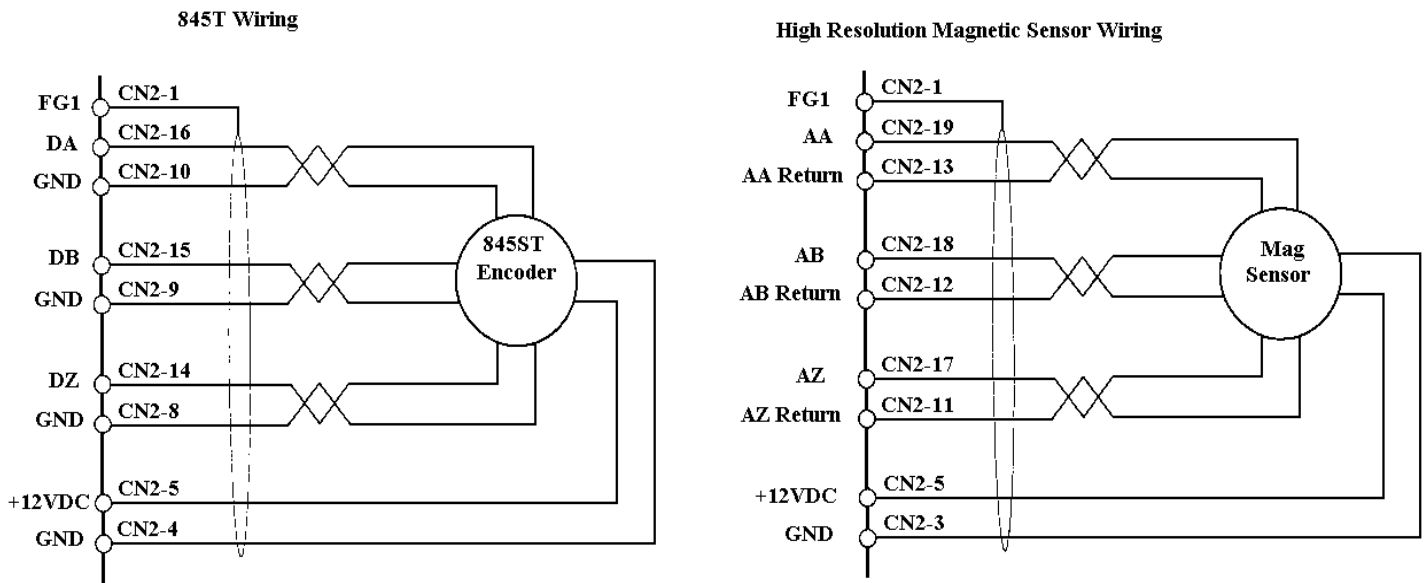 845T Wiring
FG1 CN2-1
DA CN2-16
GND CN2-10
DB CN2-15
GND CN2-9
DZ CN2-14
GND CN2-8
+12VDC CN2-5
GND CN2-4
845ST
Encoder
High Resolution Magnetic Sensor Wiring
FG1 CN2-1
AA CN2-19
AA Return CN2-13
AB CN2-18
AB Return CN2-12
AZ CN2-17
AZ Return CN2-11
+12VDC CN2-5
GND CN2-3
Mag
Sensor